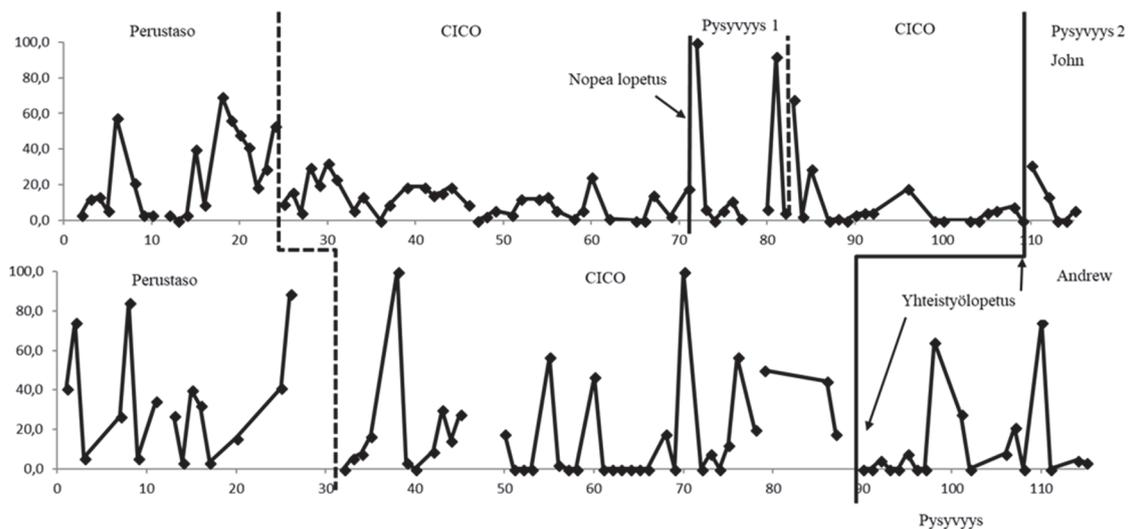 Perustaso CICO Pysyvyys 1 CICO Pysyvyys 2
John
Nopea lopetus
100,0
80,0
60,0
40,0
20,0
0,0
0 10 20 30 40 50 60 70 80 90 100 110
Perustaso CICO Andrew
Yhteistyölopetus
100,0
80,0
60,0
40,0
20,0
0,0
0 10 20 30 40 50 60 70 80 90 100 110
Pysyvyys